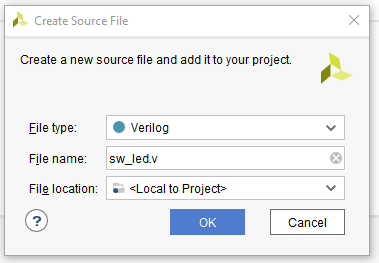 Create Source File
Create a new source file and add it to your project.
File type: Verilog
File name: sw_led.v
File location: <Local to Project>
? OK Cancel